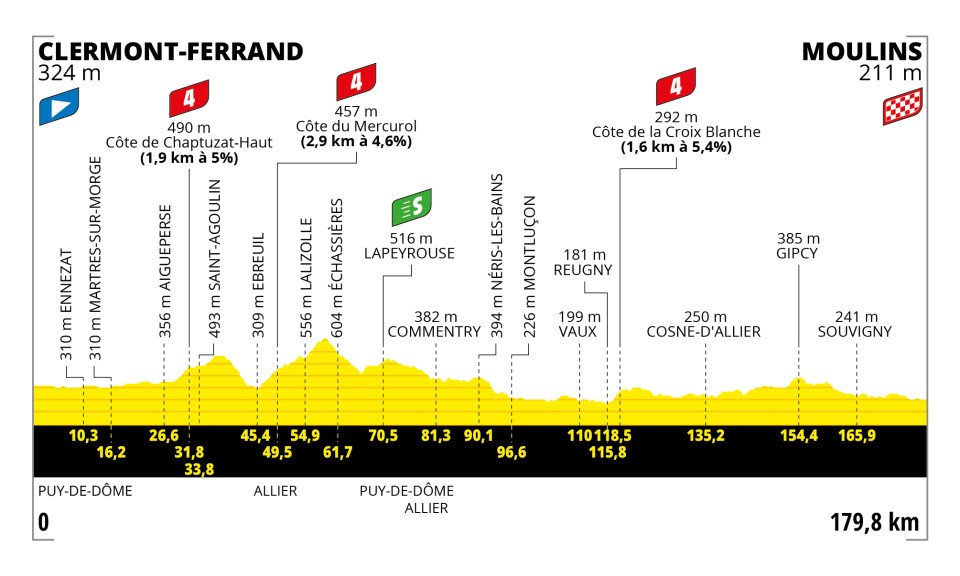 CLERMONT-FERRAND
324 m
MOULINS
211 m
4
490 m
Côte de Chaptuzat-Haut
(1,9 km à 5%)
4
457 m
Côte du Mercurol
(2,9 km à 4,6%)
4
292 m
Côte de la Croix Blanche
(1,6 km à 5,4%)
S
516 m
LAPEYROUSE
310 m ENNEZAT
310 m MARTRES-SUR-MORGE
356 m AIGUEPERSE
493 m SAINT-AGOULIN
309 m EBREUIL
556 m LALIZOLLE
604 m ÉCHASSIÈRES
382 m
COMMENTRY
394 m NÉRIS-LES-BAINS
226 m MONTLUÇON
199 m
VAUX
181 m
REUGNY
250 m
COSNE-D'ALLIER
385 m
GIPCY
241 m
SOUVIGNY
10,3
16,2
26,6
31,8
33,8
45,4
49,5
54,9
61,7
70,5
81,3
90,1
96,6
110
115,8
118,5
135,2
154,4
165,9
PUY-DE-DÔME
ALLIER
PUY-DE-DÔME
ALLIER
0
179,8 km